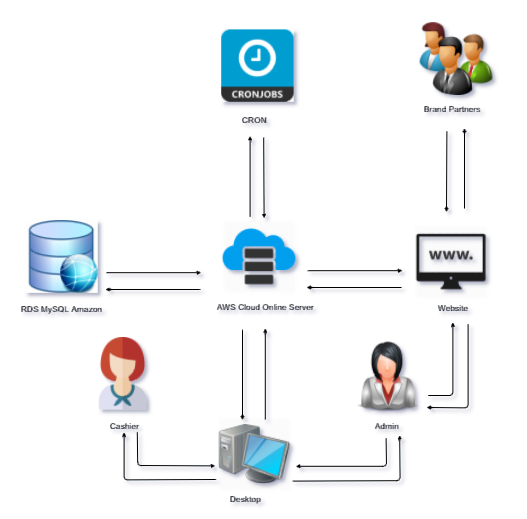 CRONJOBS
CRON
Brand Partners
www.
RDS MySQL Amazon
AWS Cloud Online Server
Website
Cashier
Admin
Desktop